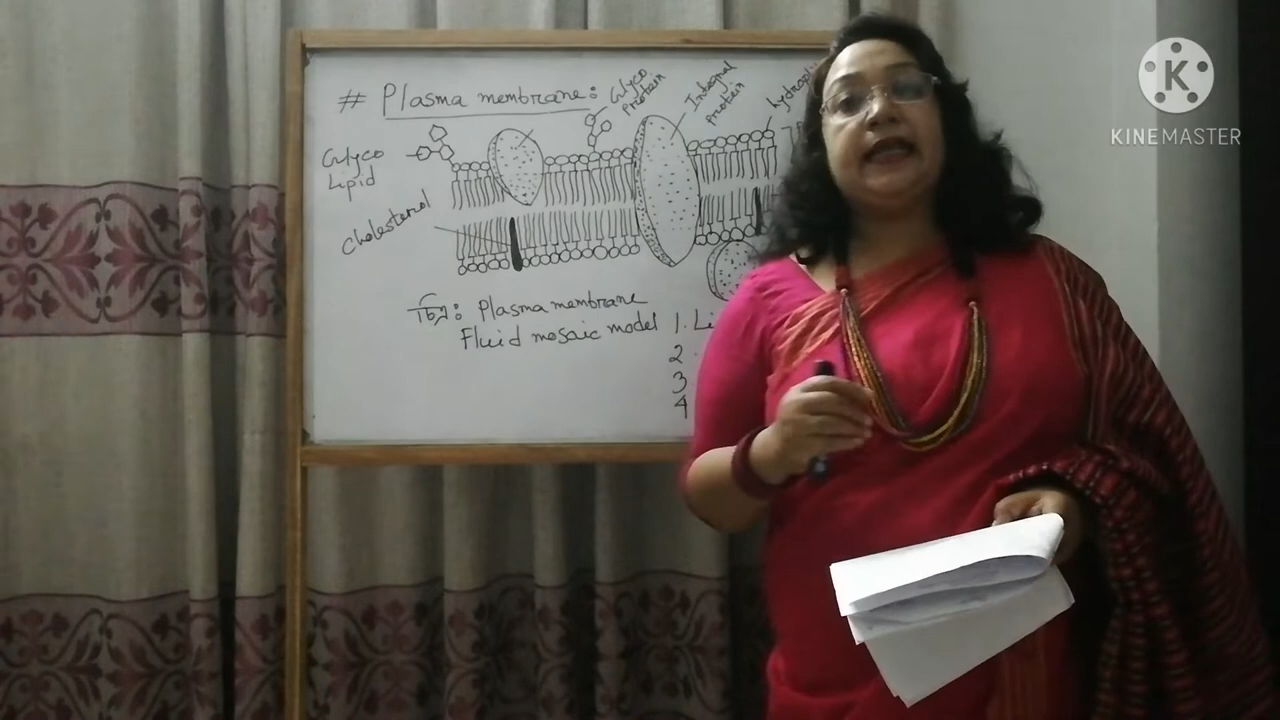 # Plasma membrane:
Glyco
Protein
Integral
protein
Glyco
Lipid
cholesterol
চিত্র: Plasma membrane
Fluid mosaic model
1.
2.
3
4
K
KINEMASTER